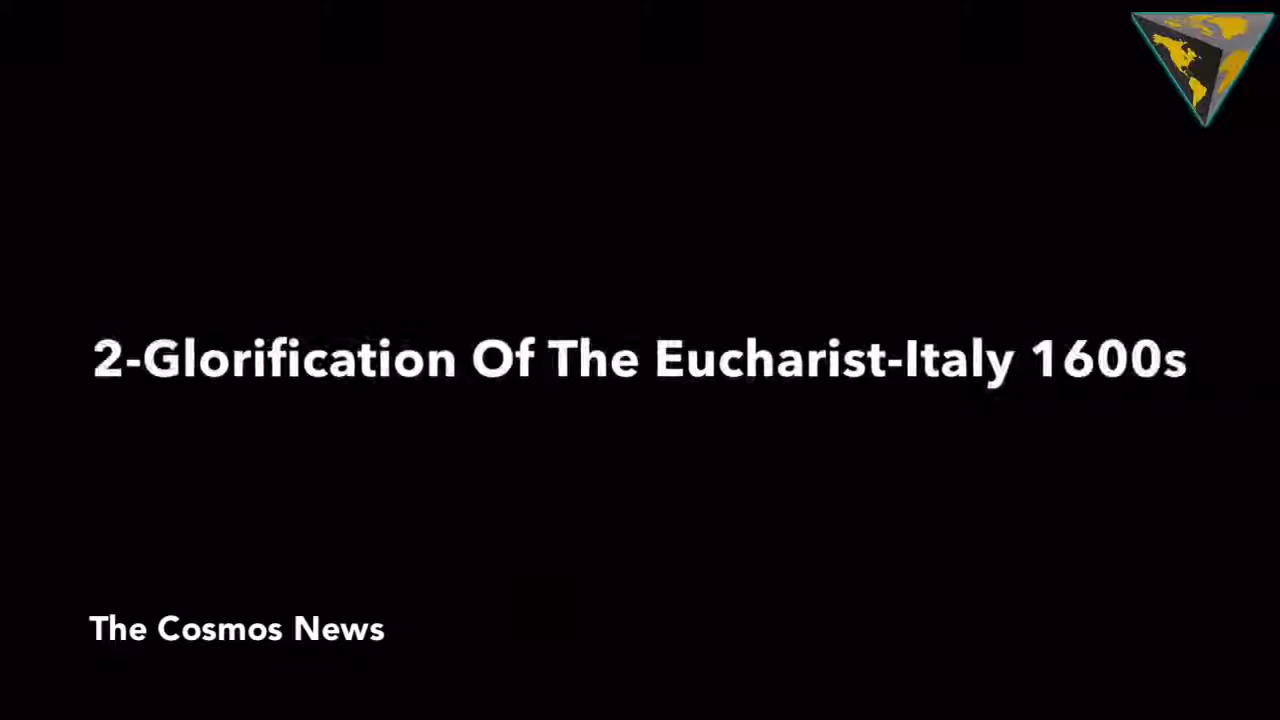 2-Glorification Of The Eucharist-Italy 1600s
The Cosmos News